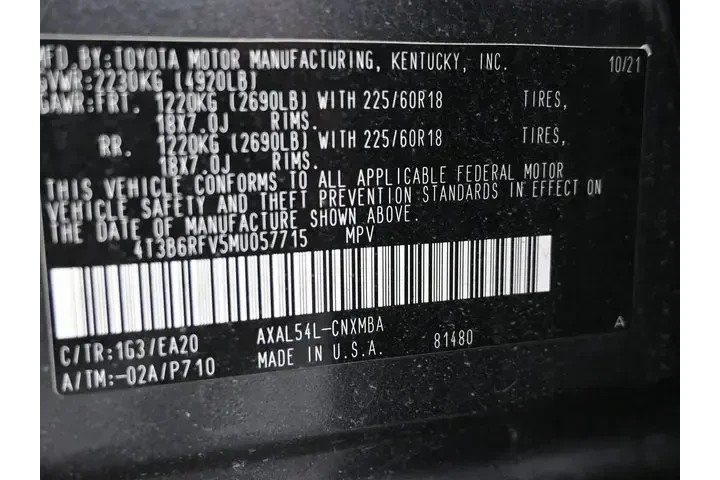 MFD. BY: TOYOTA MOTOR MANUFACTURING, KENTUCKY, INC. 10/21
GVWR: 2230KG (4920LB)
GAWR: FRT. 1220KG (2690LB) WITH 225/60R18 TIRES,
18X7.0J RIMS.
RR. 1220KG (2690LB) WITH 225/60R18 TIRES,
18X7.0J RIMS.
THIS VEHICLE CONFORMS TO ALL APPLICABLE FEDERAL MOTOR
VEHICLE SAFETY AND THEFT PREVENTION STANDARDS IN EFFECT ON
THE DATE OF MANUFACTURE SHOWN ABOVE.
4T3B6RFV5MU057715 MPV
C/TR: 1G3/EA20 AXAL54L-CNXMBA A
A/TM: -02A/P710 MADE IN U.S.A. 81480